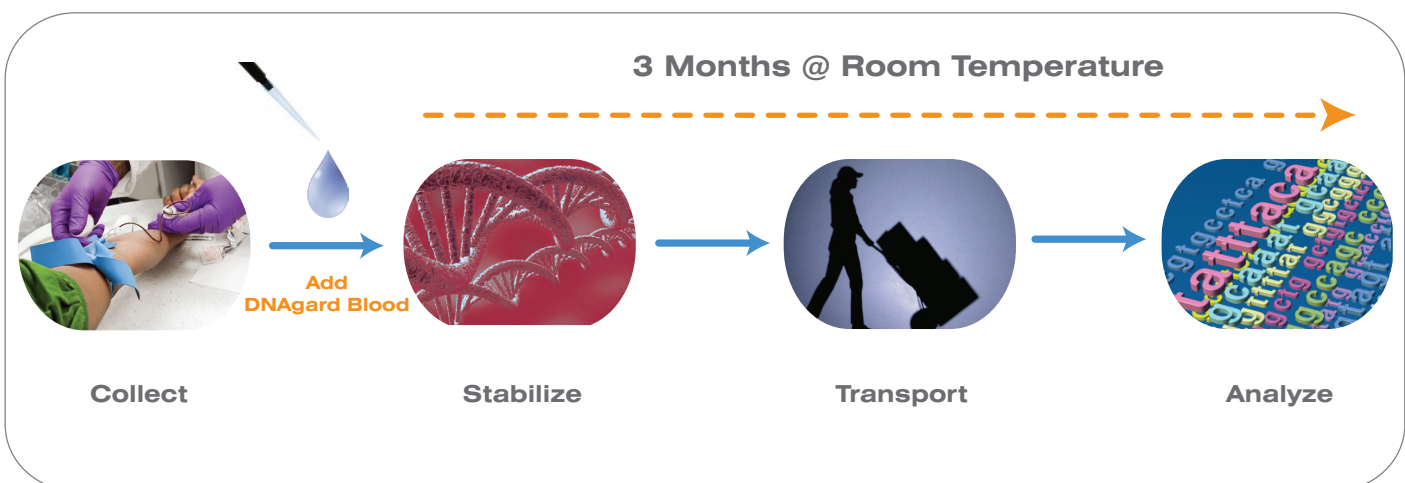 3 Months @ Room Temperature
Add
DNAgard Blood
Collect
Stabilize
Transport
Analyze